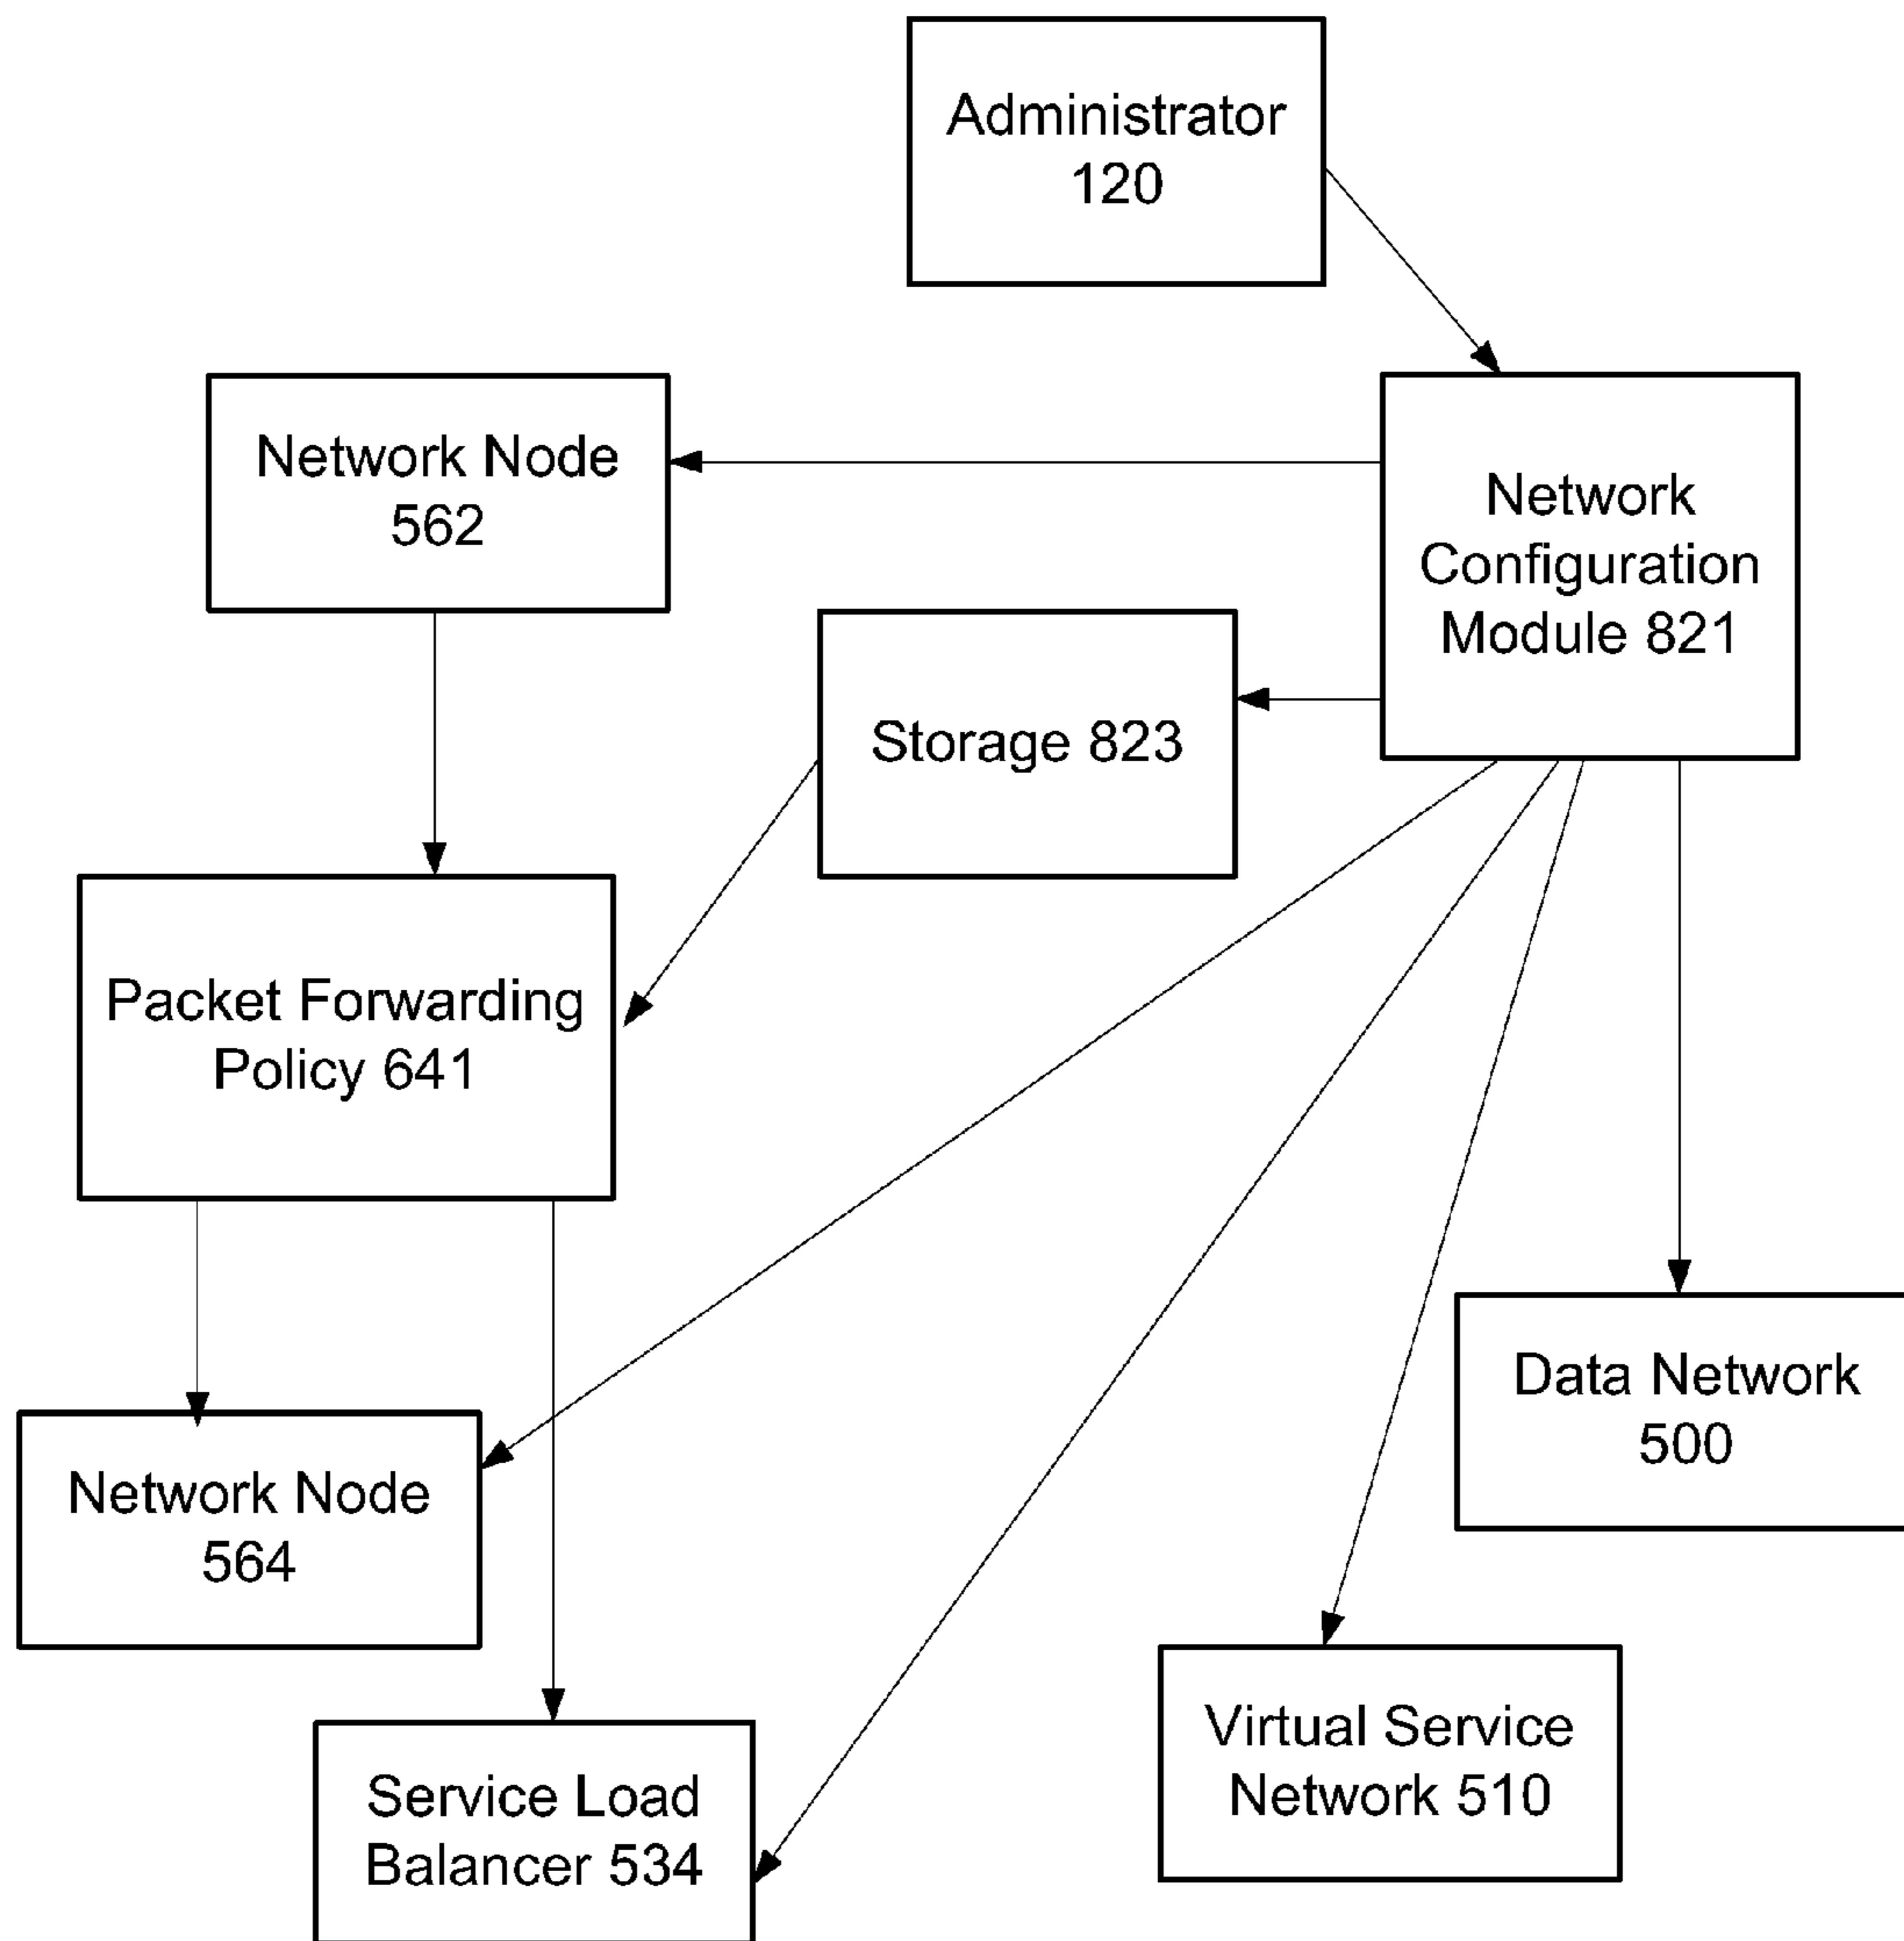 Administrator
120
Network Node
562
Network
Configuration
Module 821
Storage 823
Packet Forwarding
Policy 641
Data Network
500
Network Node
564
Virtual Service
Network 510
Service Load
Balancer 534